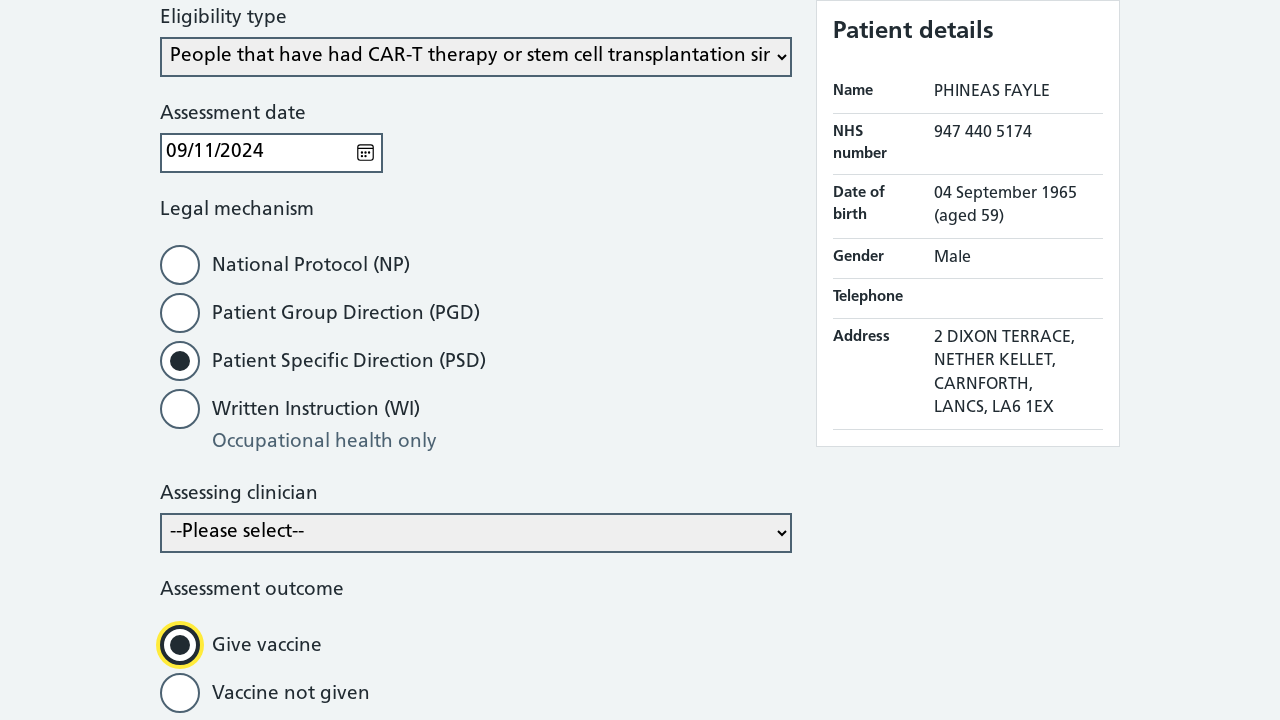 Eligibility type
People that have had CAR-T therapy or stem cell transplantation sin
Assessment date
09/11/2024
Legal mechanism
National Protocol (NP)
Patient Group Direction (PGD)
Patient Specific Direction (PSD)
Written Instruction (WI)
Occupational health only
Assessing clinician
--Please select--
Assessment outcome
Give vaccine
Vaccine not given
Patient details
Name PHINEAS FAYLE
NHS number 947 440 5174
Date of birth 04 September 1965
(aged 59)
Gender Male
Telephone
Address 2 DIXON TERRACE,
NETHER KELLET,
CARNFORTH,
LANCS, LA6 1EX